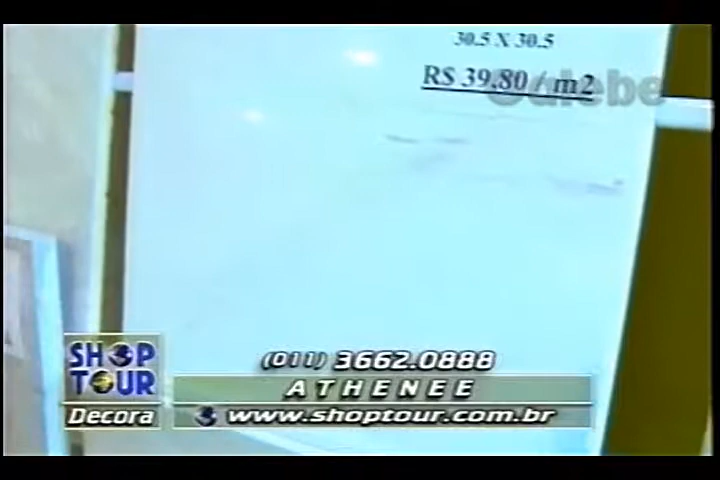 30.5 X 30.5
R$ 39,80 / m2
SHOP
TOUR
Decora
(011) 3662.0888
ATHENEE
www.shoptour.com.br